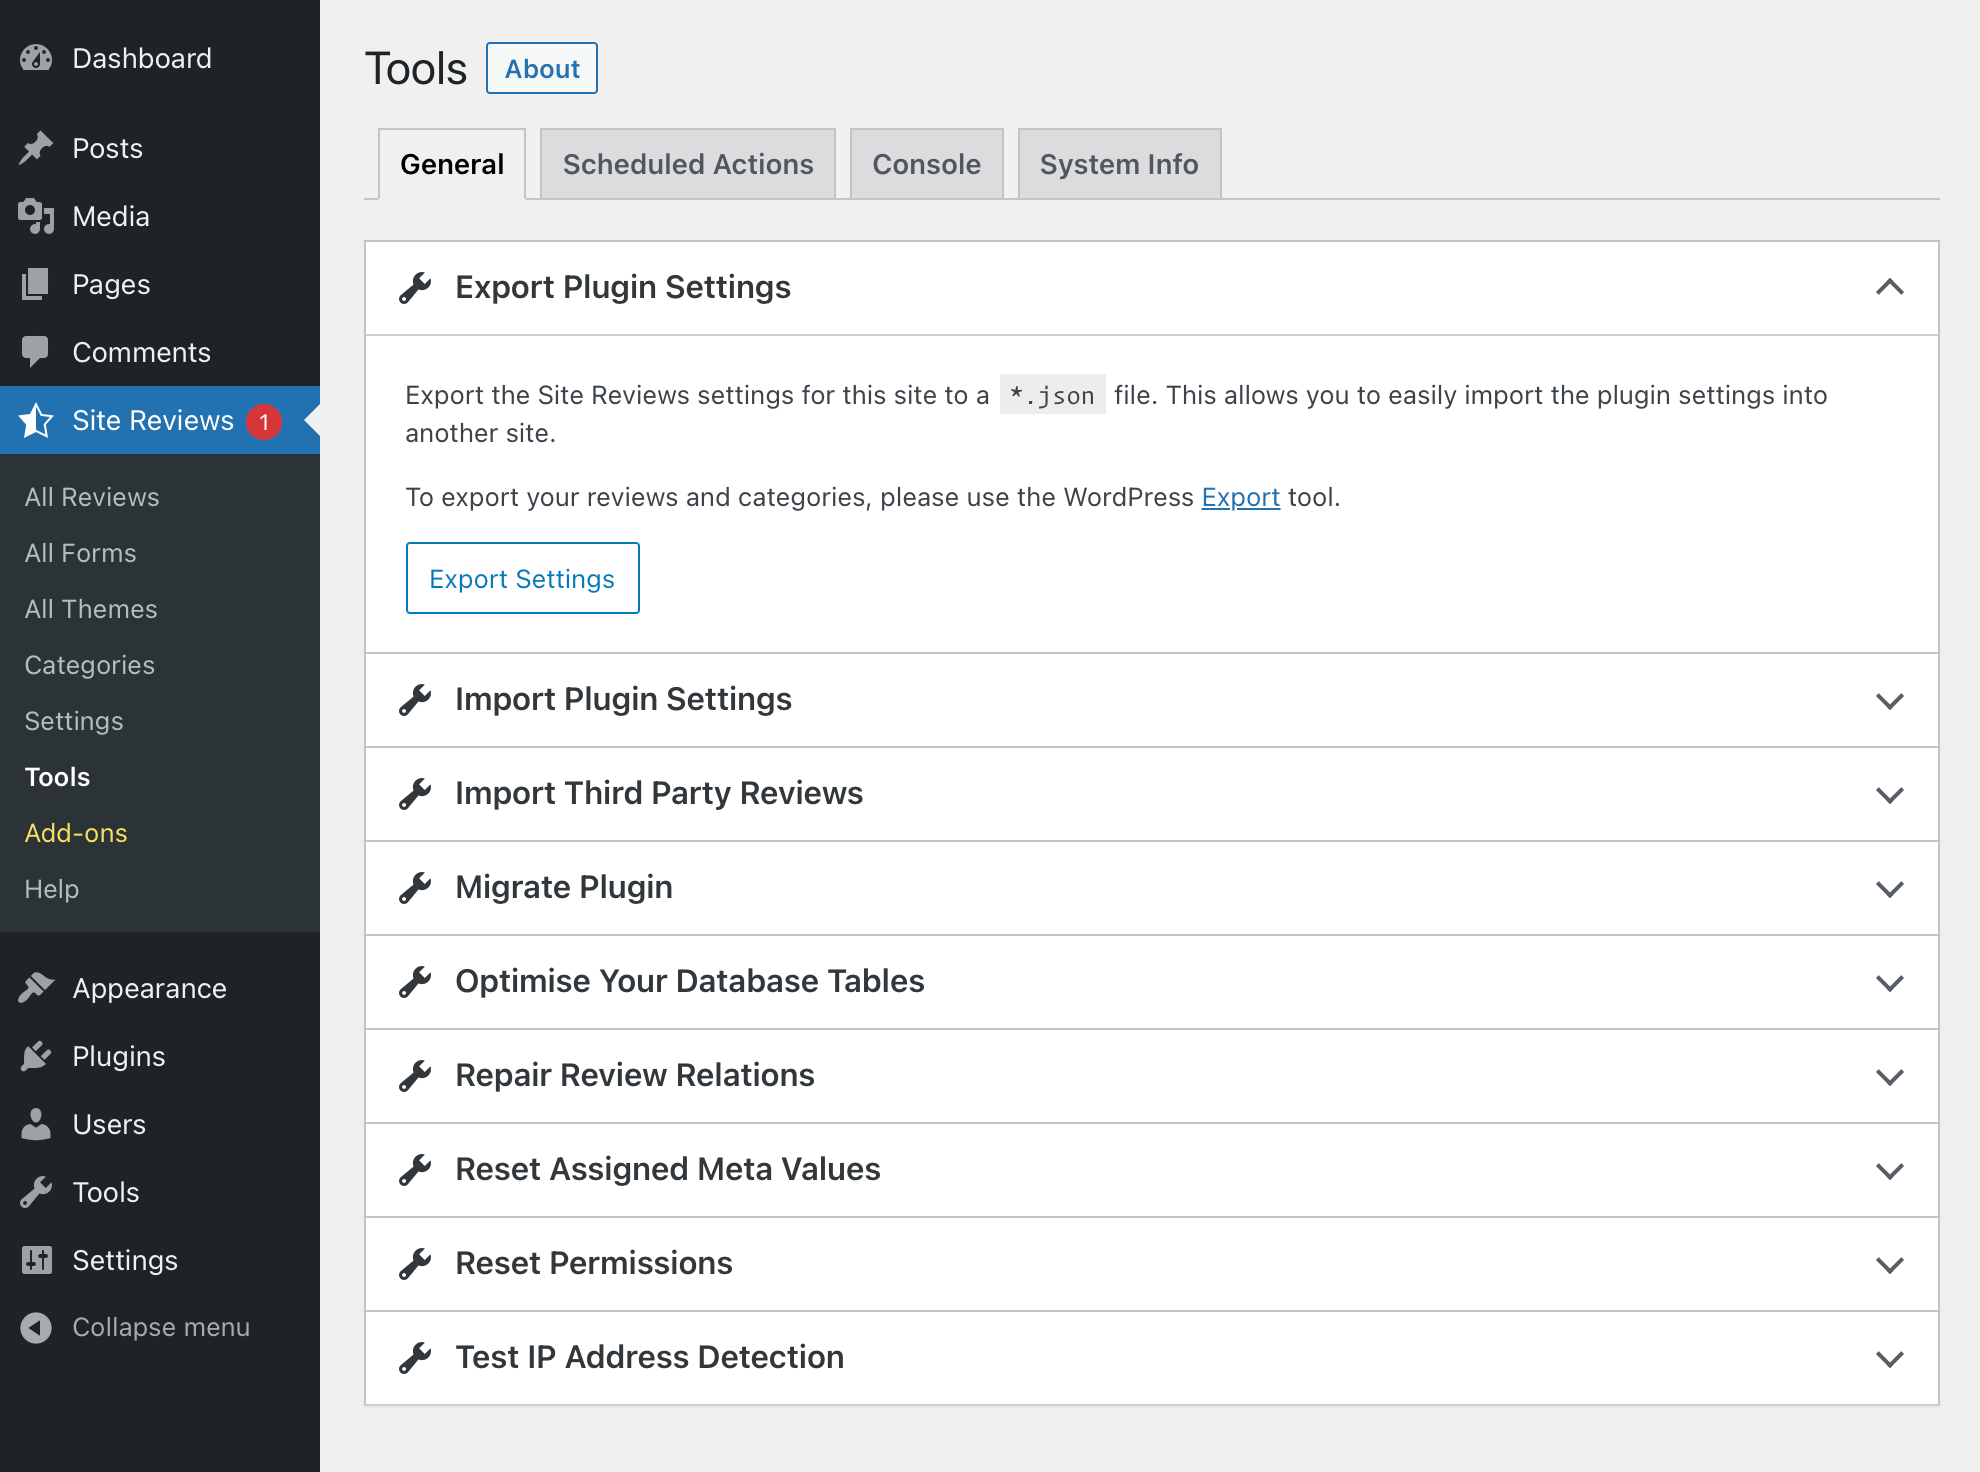 Dashboard
Posts
Media
Pages
Comments
Site Reviews 1
All Reviews
All Forms
All Themes
Categories
Settings
Tools
Add-ons
Help
Appearance
Plugins
Users
Tools
Settings
Collapse menu
Tools About
General Scheduled Actions Console System Info
Export Plugin Settings
Export the Site Reviews settings for this site to a *.json file. This allows you to easily import the plugin settings into
another site.
To export your reviews and categories, please use the WordPress Export tool.
Export Settings
Import Plugin Settings
Import Third Party Reviews
Migrate Plugin
Optimise Your Database Tables
Repair Review Relations
Reset Assigned Meta Values
Reset Permissions
Test IP Address Detection